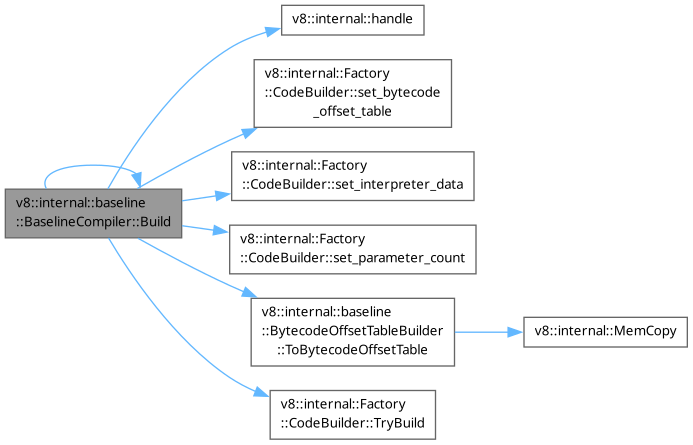 v8::internal::handle
v8::internal::Factory
::CodeBuilder::set_bytecode
_offset_table
v8::internal::Factory
::CodeBuilder::set_interpreter_data
v8::internal::baseline
::BaselineCompiler::Build
v8::internal::Factory
::CodeBuilder::set_parameter_count
v8::internal::baseline
::BytecodeOffsetTableBuilder
::ToBytecodeOffsetTable
v8::internal::MemCopy
v8::internal::Factory
::CodeBuilder::TryBuild